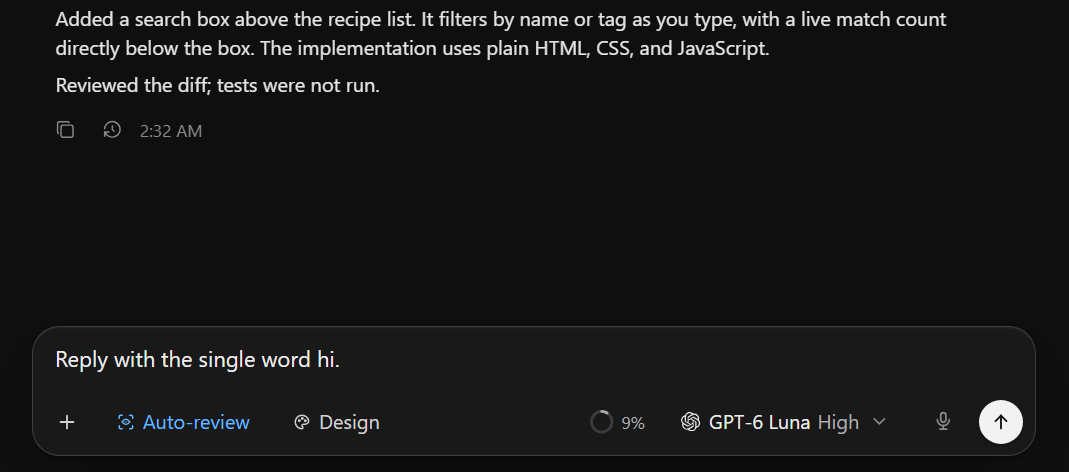 Added a search box above the recipe list. It filters by name or tag as you type, with a live match count
directly below the box. The implementation uses plain HTML, CSS, and JavaScript.
Reviewed the diff; tests were not run.
2:32 AM
Reply with the single word hi.
Auto-review Design 9% GPT-6 Luna High